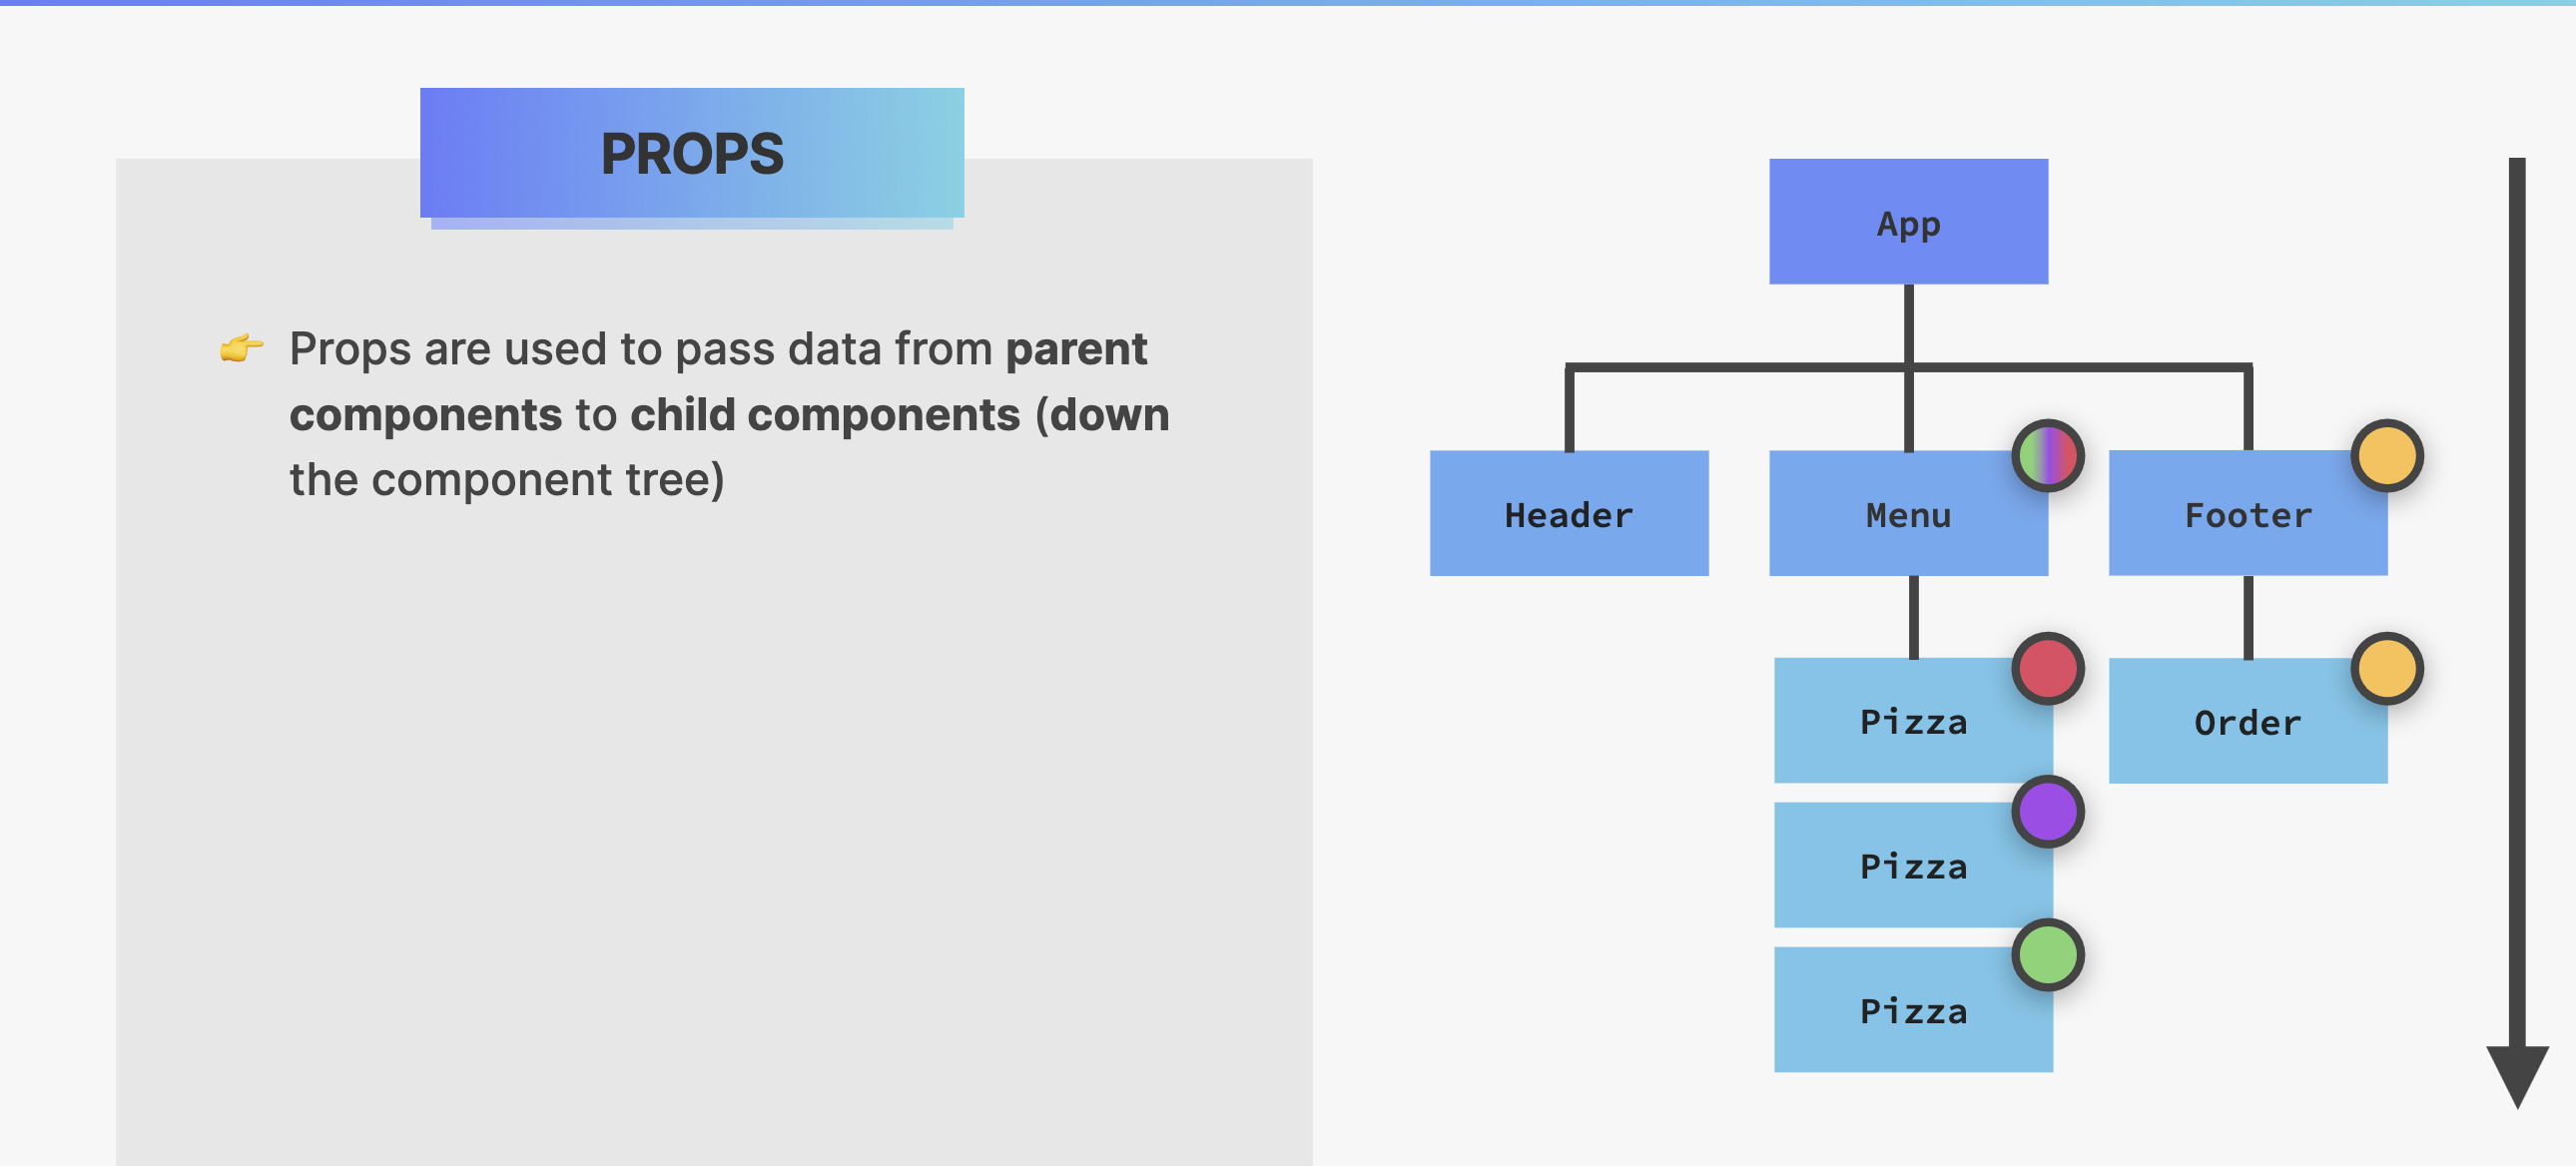 PROPS
👉 Props are used to pass data from parent
components to child components (down
the component tree)
App
Header
Menu
Footer
Pizza
Order
Pizza
Pizza